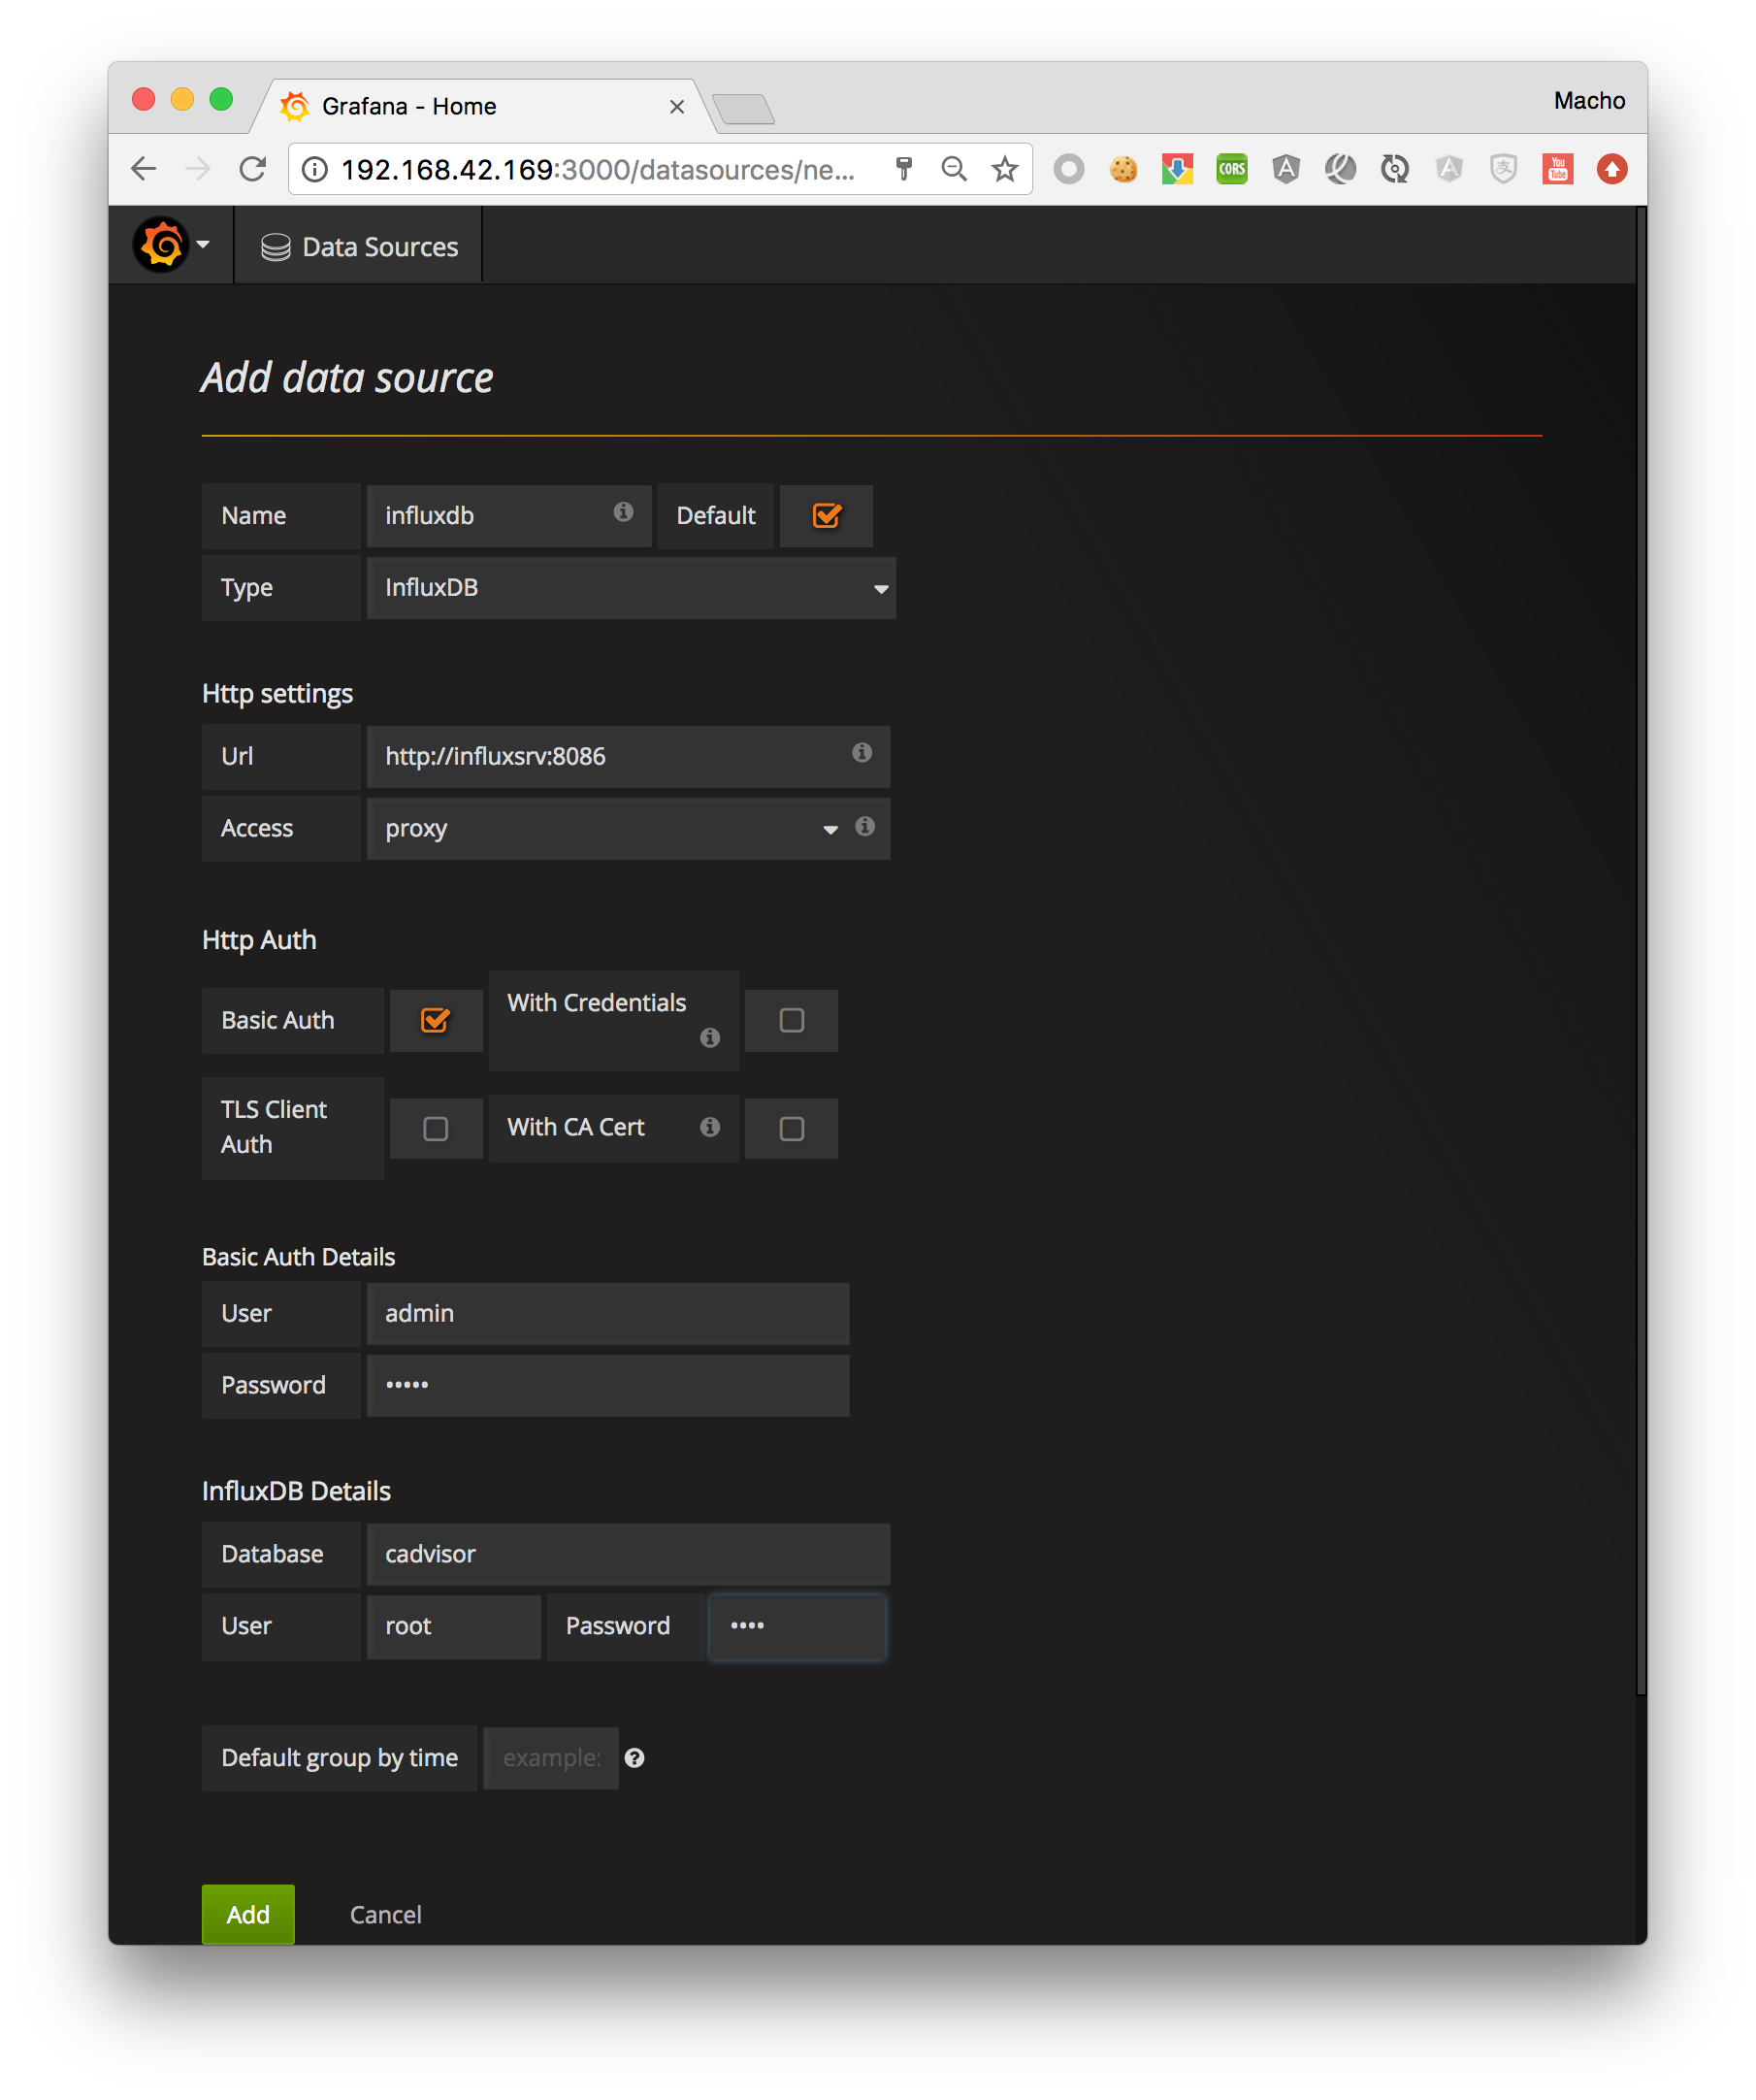 Grafana - Home
Macho
192.168.42.169:3000/datasources/ne...
CORS
You Tube
Data Sources
Add data source
Name influxdb Default
Type InfluxDB
Http settings
Url http://influxsrv:8086
Access proxy
Http Auth
Basic Auth With Credentials
TLS Client Auth With CA Cert
Basic Auth Details
User admin
Password •••••
InfluxDB Details
Database cadvisor
User root Password ••••
Default group by time example:
Add Cancel